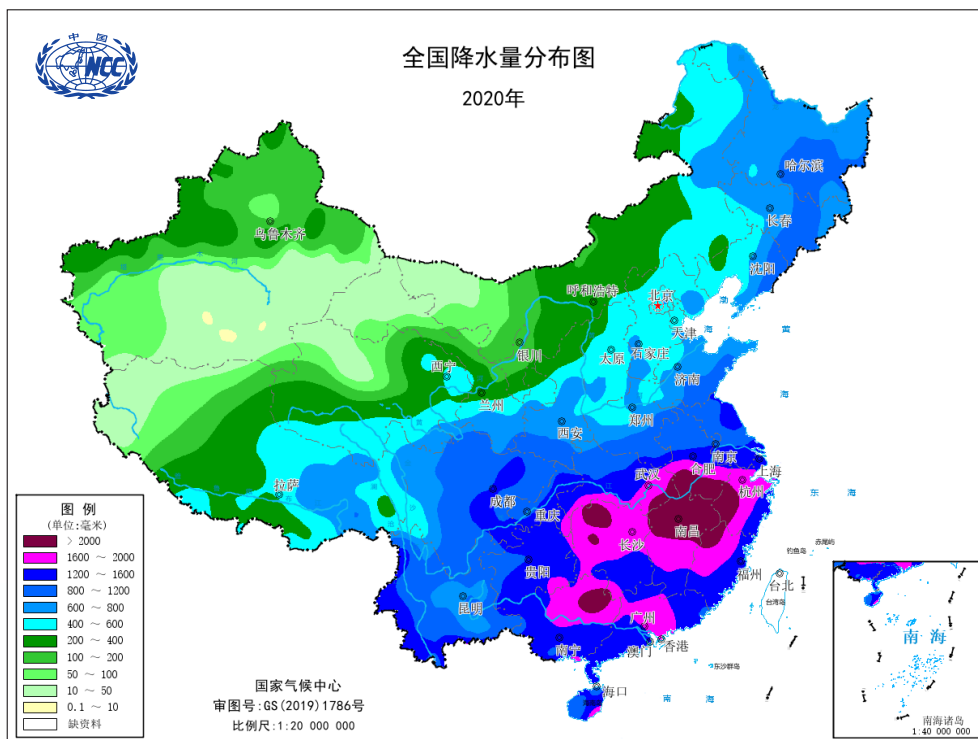 中国
NCC
全国降水量分布图
2020年
哈尔滨
长春
乌鲁木齐
沈阳
呼和浩特
北京
渤
天津
海
黄
银川
太原
石家庄
西宁
济南
兰州
海
郑州
西安
南京
合肥
上海
拉萨
武汉
杭州
成都
东 海
重庆
南昌
长沙
赤尾屿
钓鱼岛
贵阳
福州
台北
昆明
台湾岛
广州
南宁
澳门
香港
东沙群岛
海口
南 海
图 例
(单位:毫米)
> 2000
1600 ~ 2000
1200 ~ 1600
800 ~ 1200
600 ~ 800
400 ~ 600
200 ~ 400
100 ~ 200
50 ~ 100
10 ~ 50
0.1 ~ 10
缺资料
国家气候中心
审图号:GS(2019)1786号
比例尺:1:20 000 000
南 海
南海诸岛
1:40 000 000